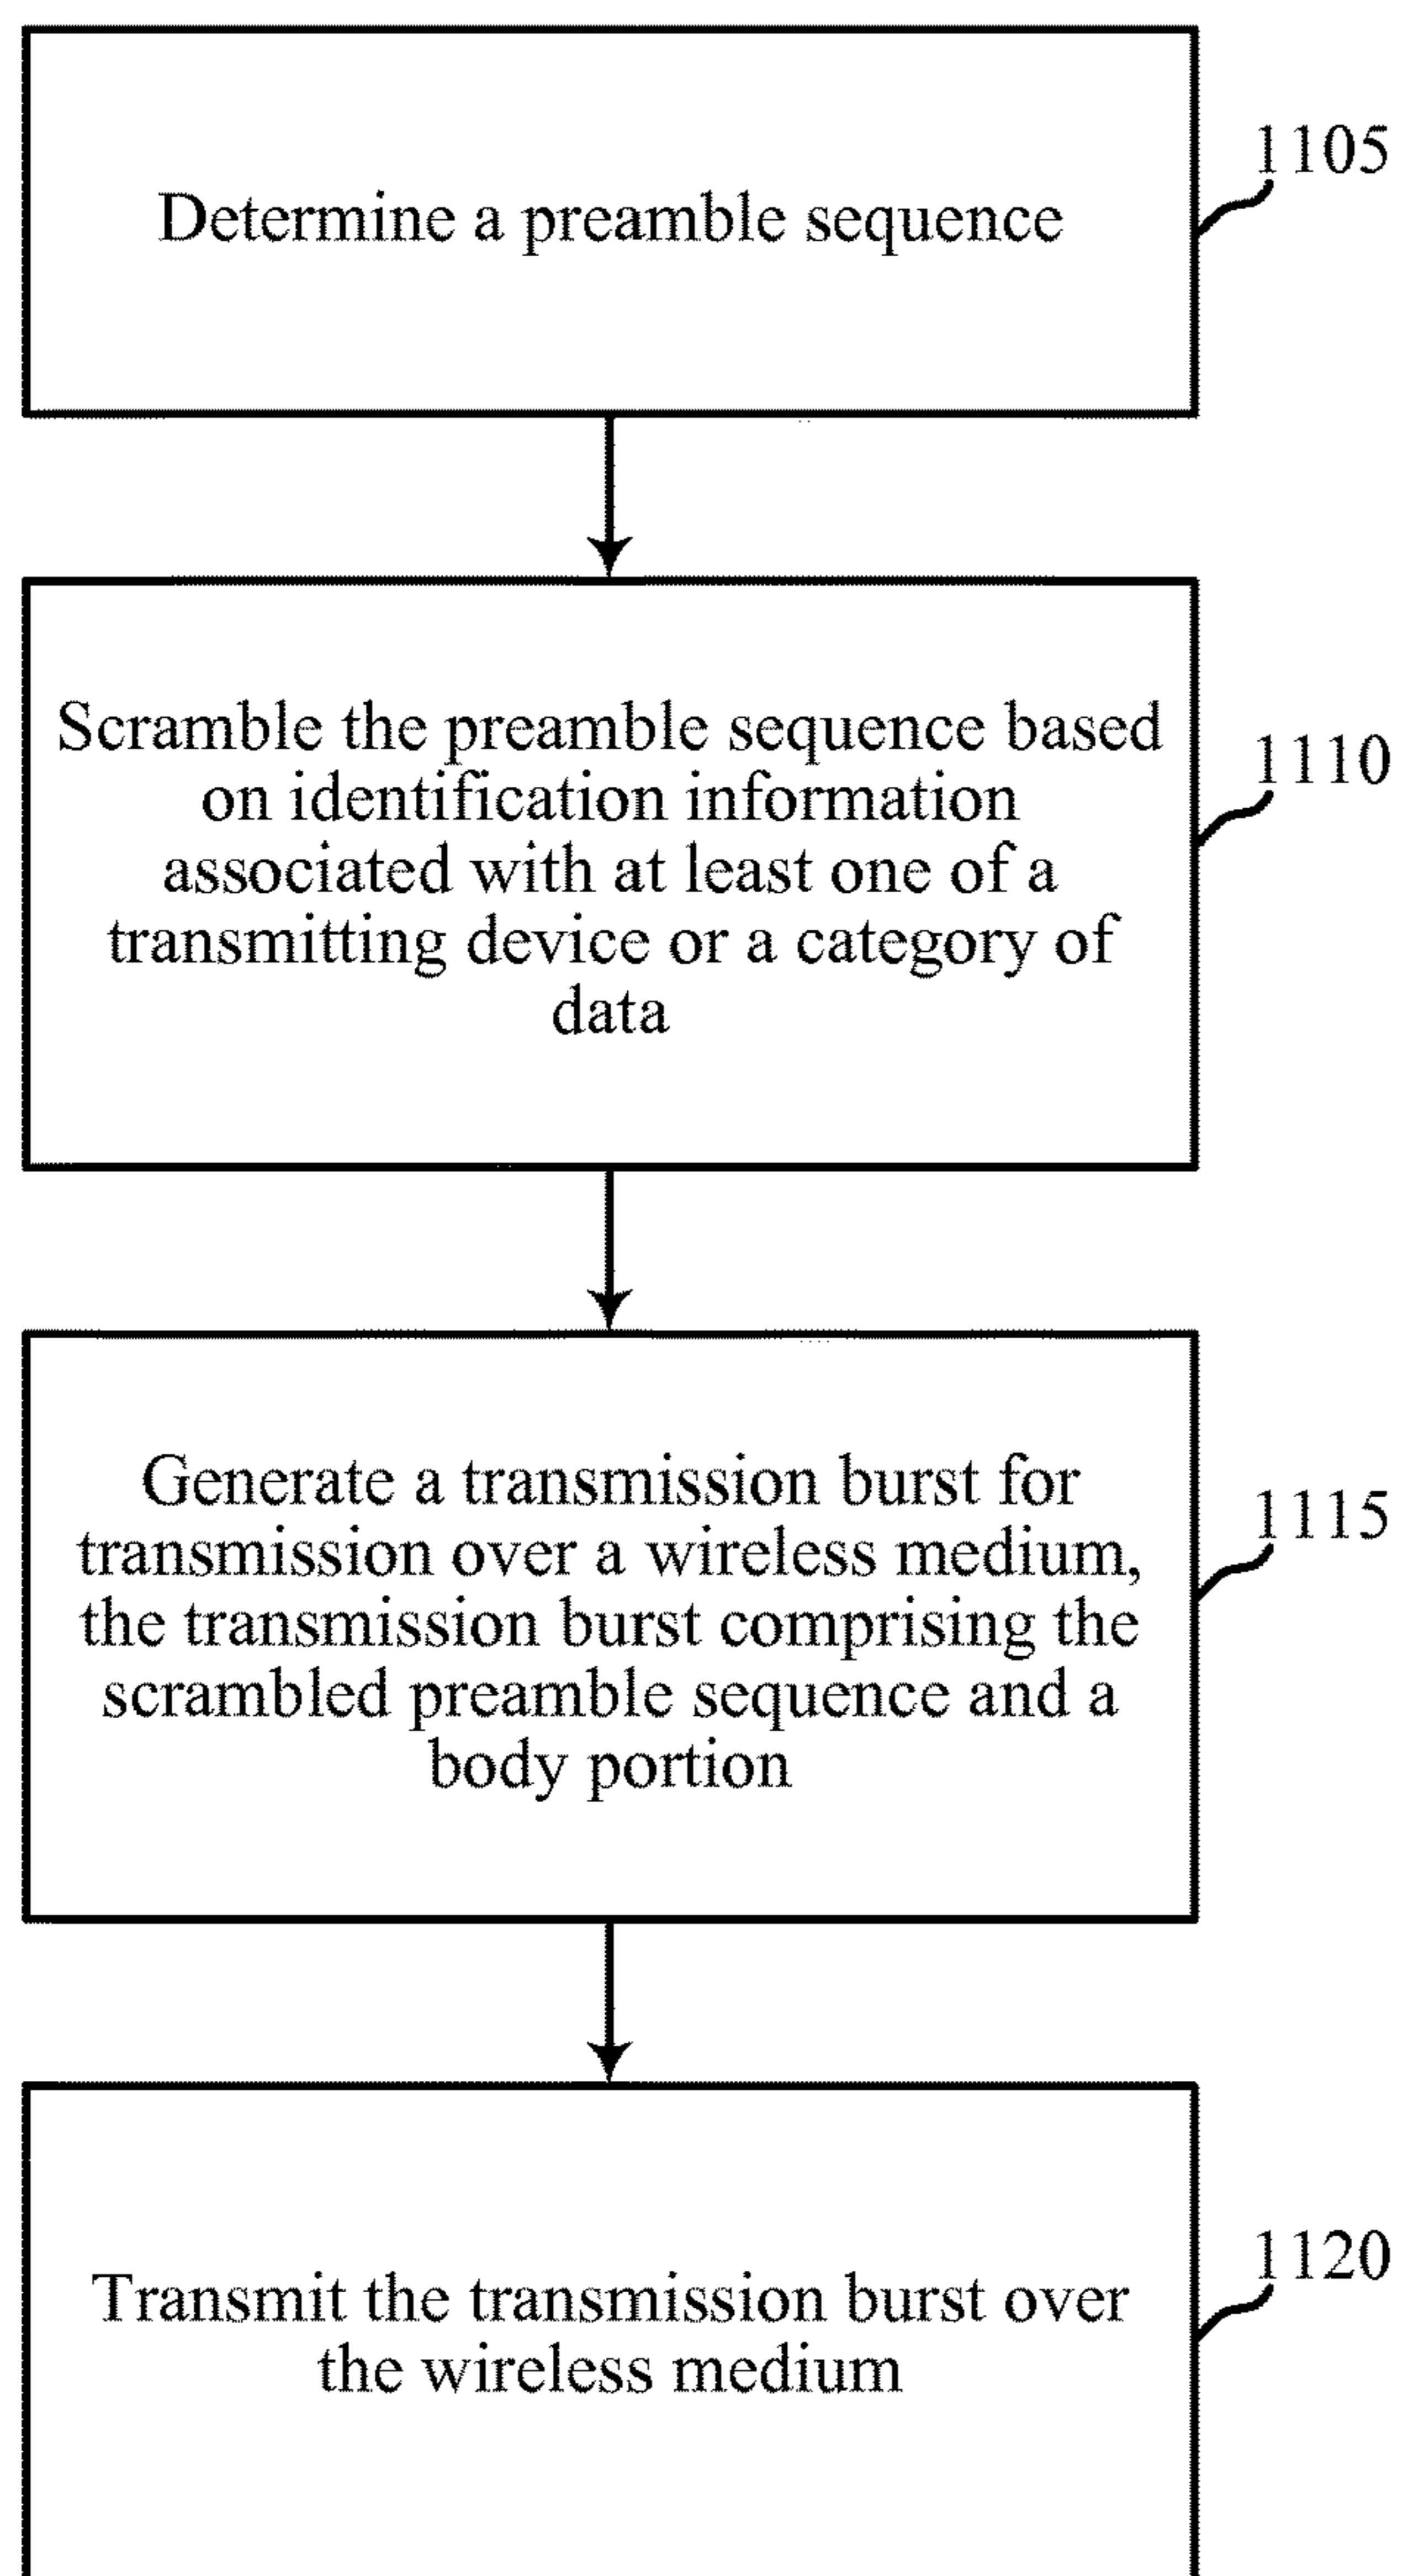 Determine a preamble sequence
1105
Scramble the preamble sequence based
on identification information
associated with at least one of a
transmitting device or a category of
data
1110
Generate a transmission burst for
transmission over a wireless medium,
the transmission burst comprising the
scrambled preamble sequence and a
body portion
1115
Transmit the transmission burst over
the wireless medium
1120